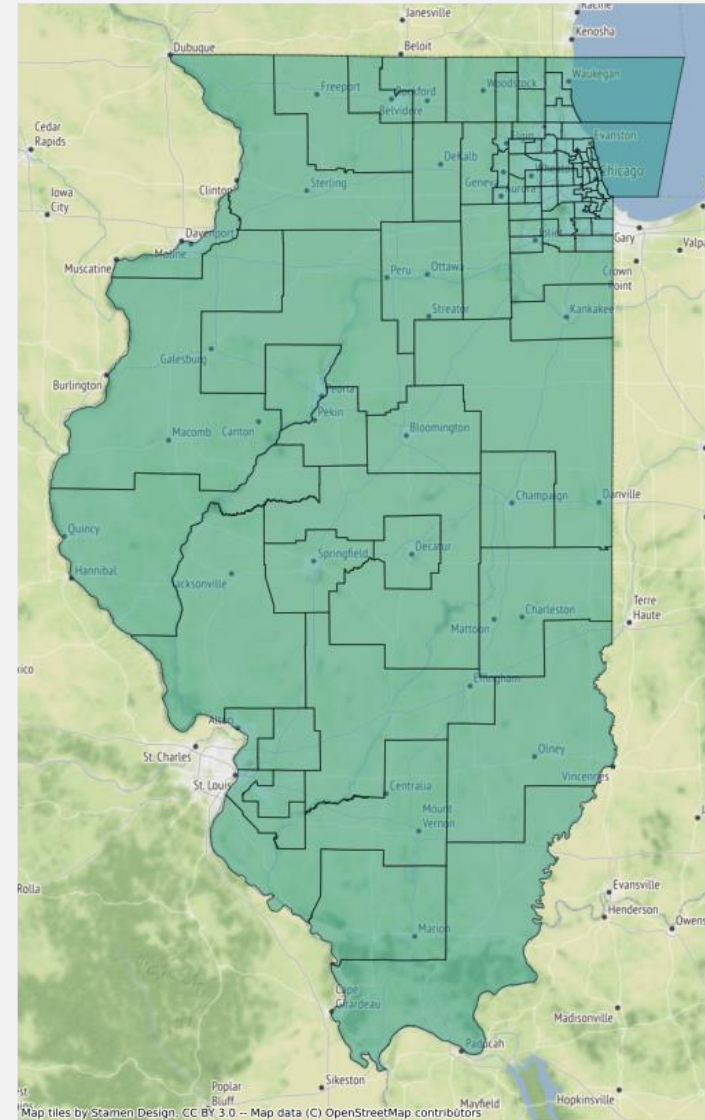 Racine
Janesville
Kenosha
Dubuque
Beloit
Waukegan
Freeport
Woodstock
Rockford
Belvidere
Cedar
Rapids
Elgin
Evanston
DeKalb
Chicago
Iowa
City
Clinton
Sterling
Geneva
Aurora
Davenport
Moline
Joliet
Gary
Valp
Muscatine
Peru
Ottawa
Crown
Point
Streator
Kankakee
Galesburg
Burlington
Peoria
Pekin
Macomb
Canton
Bloomington
Champaign
Danville
Quincy
Springfield
Decatur
Hannibal
Jacksonville
Terre
Haute
Charleston
Mattoon
xico
Effingham
Alton
St. Charles
Olney
St. Louis
Centralia
Vincennes
Mount
Vernon
Rolla
Evansville
Henderson
Owens
Marion
Cape
Girardeau
Madisonville
Paducah
Poplar
Bluff
Sikeston
Mayfield
Hopkinsville
Map tiles by Stamen Design, CC BY 3.0 -- Map data (C) OpenStreetMap contributors